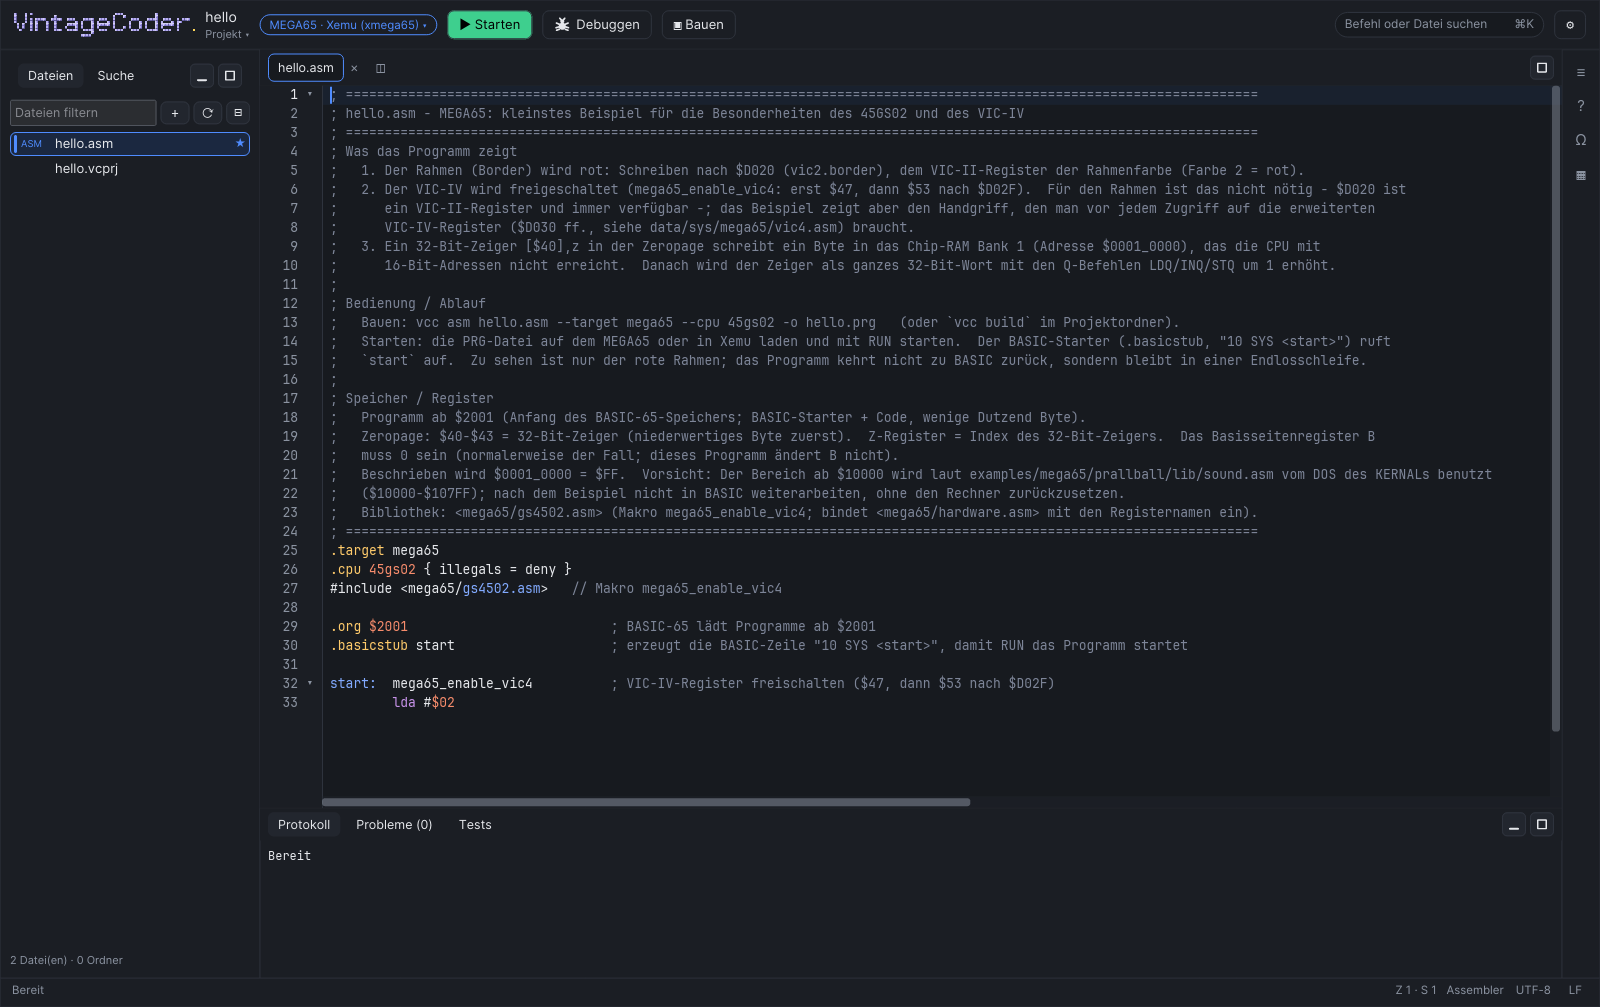 VintageCoder.
hello
Projekt
MEGA65 · Xemu (xmega65)
Starten
Debuggen
Bauen
Befehl oder Datei suchen ⌘K
Dateien
Suche
Dateien filtern
ASM hello.asm
hello.vcprj
2 Datei(en) · 0 Ordner
hello.asm
1 ; =====================================================================================================================
2 ; hello.asm - MEGA65: kleinstes Beispiel für die Besonderheiten des 45GS02 und des VIC-IV
3 ; =====================================================================================================================
4 ; Was das Programm zeigt
5 ;   1. Der Rahmen (Border) wird rot: Schreiben nach $D020 (vic2.border), dem VIC-II-Register der Rahmenfarbe (Farbe 2 = rot).
6 ;   2. Der VIC-IV wird freigeschaltet (mega65_enable_vic4: erst $47, dann $53 nach $D02F).  Für den Rahmen ist das nicht nötig - $D020 ist
7 ;      ein VIC-II-Register und immer verfügbar -; das Beispiel zeigt aber den Handgriff, den man vor jedem Zugriff auf die erweiterten
8 ;      VIC-IV-Register ($D030 ff., siehe data/sys/mega65/vic4.asm) braucht.
9 ;   3. Ein 32-Bit-Zeiger [$40],z in der Zeropage schreibt ein Byte in das Chip-RAM Bank 1 (Adresse $0001_0000), das die CPU mit
10 ;      16-Bit-Adressen nicht erreicht.  Danach wird der Zeiger als ganzes 32-Bit-Wort mit den Q-Befehlen LDQ/INQ/STQ um 1 erhöht.
11 ;
12 ; Bedienung / Ablauf
13 ;   Bauen: vcc asm hello.asm --target mega65 --cpu 45gs02 -o hello.prg   (oder `vcc build` im Projektordner).
14 ;   Starten: die PRG-Datei auf dem MEGA65 oder in Xemu laden und mit RUN starten.  Der BASIC-Starter (.basicstub, "10 SYS <start>") ruft
15 ;   `start` auf.  Zu sehen ist nur der rote Rahmen; das Programm kehrt nicht zu BASIC zurück, sondern bleibt in einer Endlosschleife.
16 ;
17 ; Speicher / Register
18 ;   Programm ab $2001 (Anfang des BASIC-65-Speichers; BASIC-Starter + Code, wenige Dutzend Byte).
19 ;   Zeropage: $40-$43 = 32-Bit-Zeiger (niederwertiges Byte zuerst).  Z-Register = Index des 32-Bit-Zeigers.  Das Basisseitenregister B
20 ;   muss 0 sein (normalerweise der Fall; dieses Programm ändert B nicht).
21 ;   Beschrieben wird $0001_0000 = $FF.  Vorsicht: Der Bereich ab $10000 wird laut examples/mega65/prallball/lib/sound.asm vom DOS des KERNALs benutzt
22 ;   ($10000-$107FF); nach dem Beispiel nicht in BASIC weiterarbeiten, ohne den Rechner zurückzusetzen.
23 ;   Bibliothek: <mega65/gs4502.asm> (Makro mega65_enable_vic4; bindet <mega65/hardware.asm> mit den Registernamen ein).
24 ; =====================================================================================================================
25 .target mega65
26 .cpu 45gs02 { illegals = deny }
27 #include <mega65/gs4502.asm>   // Makro mega65_enable_vic4
28
29 .org $2001                          ; BASIC-65 lädt Programme ab $2001
30 .basicstub start                    ; erzeugt die BASIC-Zeile "10 SYS <start>", damit RUN das Programm startet
31
32 start:  mega65_enable_vic4          ; VIC-IV-Register freischalten ($47, dann $53 nach $D02F)
33         lda #$02
Protokoll
Probleme (0)
Tests
Bereit
Bereit
Z 1 · S 1
Assembler
UTF-8
LF